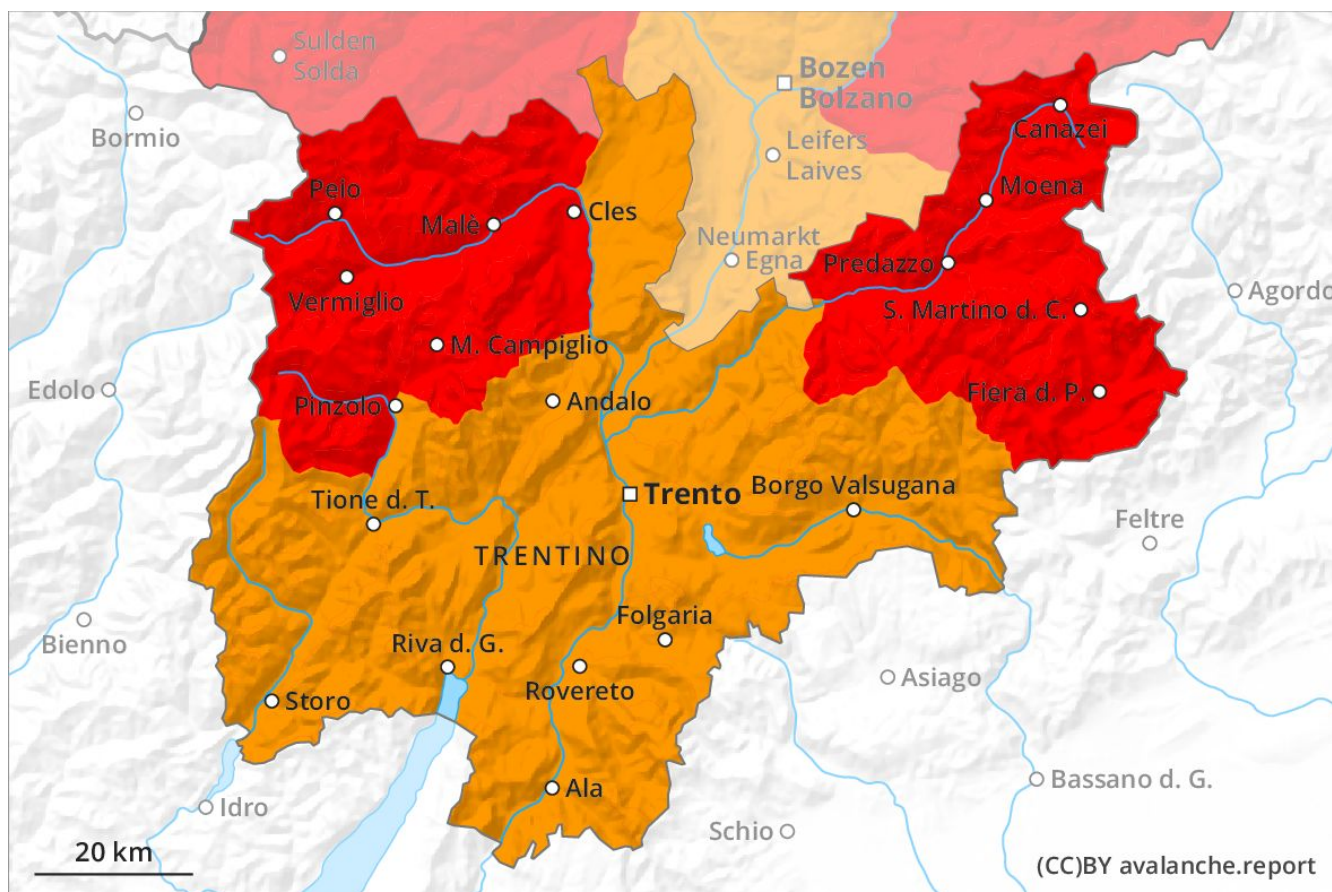 Sulden
Solda
Bozen
Bolzano
Bormio
Canazei
Leifers
Laives
Moena
Peio
Malè
Cles
Neumarkt
Egna
Predazzo
Vermiglio
Agordo
S. Martino d. C.
M. Campiglio
Edolo
Pinzolo
Andalo
Fiera d. P.
Trento
Borgo Valsugana
Tione d. T.
Feltre
TRENTINO
Bienno
Folgaria
Riva d. G.
Asiago
Rovereto
Storo
Bassano d. G.
Ala
Idro
Schio
20 km
(CC)BY avalanche.report